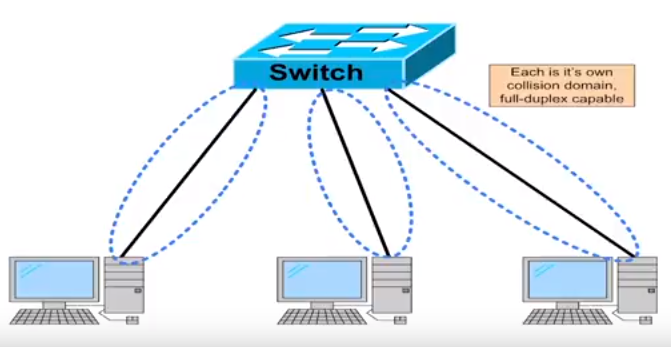 Switch
Each is it's own
collision domain,
full-duplex capable